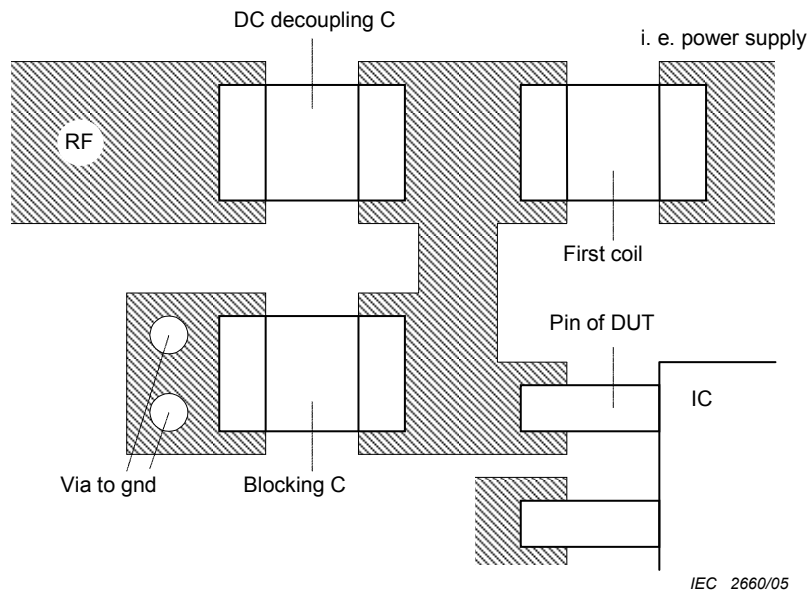 DC decoupling C
i. e. power supply
RF
First coil
Pin of DUT
IC
Via to gnd
Blocking C
IEC 2660/05